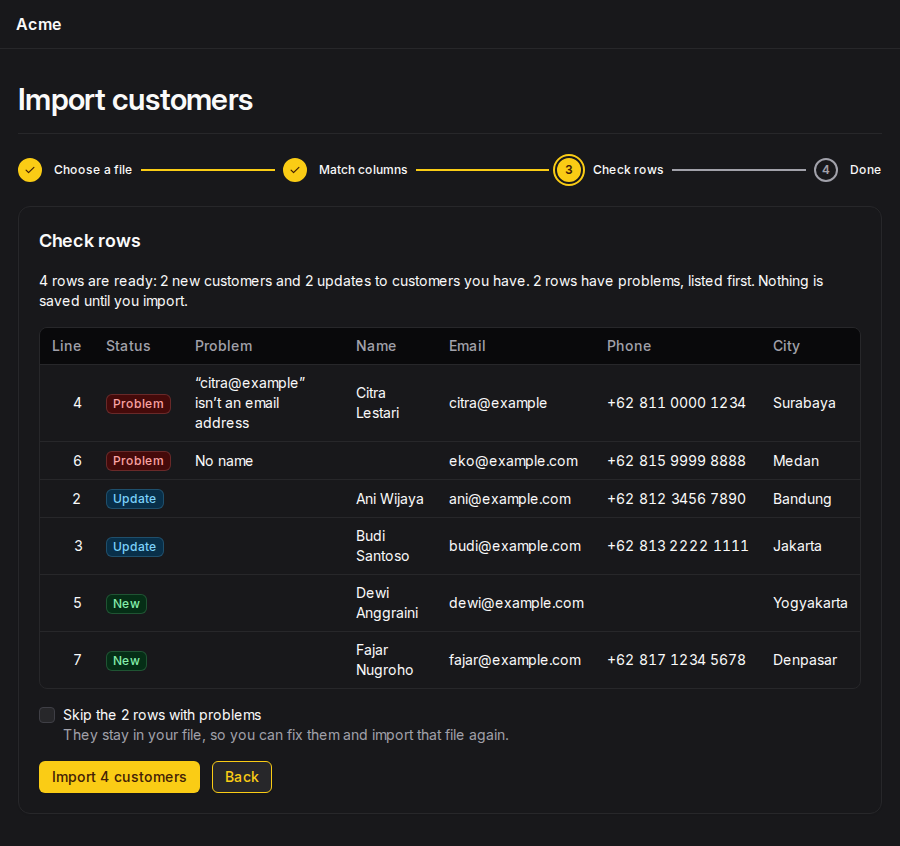 Acme
Import customers
Choose a file
Match columns
3 Check rows
4 Done
Check rows
4 rows are ready: 2 new customers and 2 updates to customers you have. 2 rows have problems, listed first. Nothing is
saved until you import.
Line Status Problem Name Email Phone City
4 Problem “citra@example” isn’t an email address Citra Lestari citra@example +62 811 0000 1234 Surabaya
6 Problem No name eko@example.com +62 815 9999 8888 Medan
2 Update Ani Wijaya ani@example.com +62 812 3456 7890 Bandung
3 Update Budi Santoso budi@example.com +62 813 2222 1111 Jakarta
5 New Dewi Anggraini dewi@example.com Yogyakarta
7 New Fajar Nugroho fajar@example.com +62 817 1234 5678 Denpasar
Skip the 2 rows with problems
They stay in your file, so you can fix them and import that file again.
Import 4 customers
Back